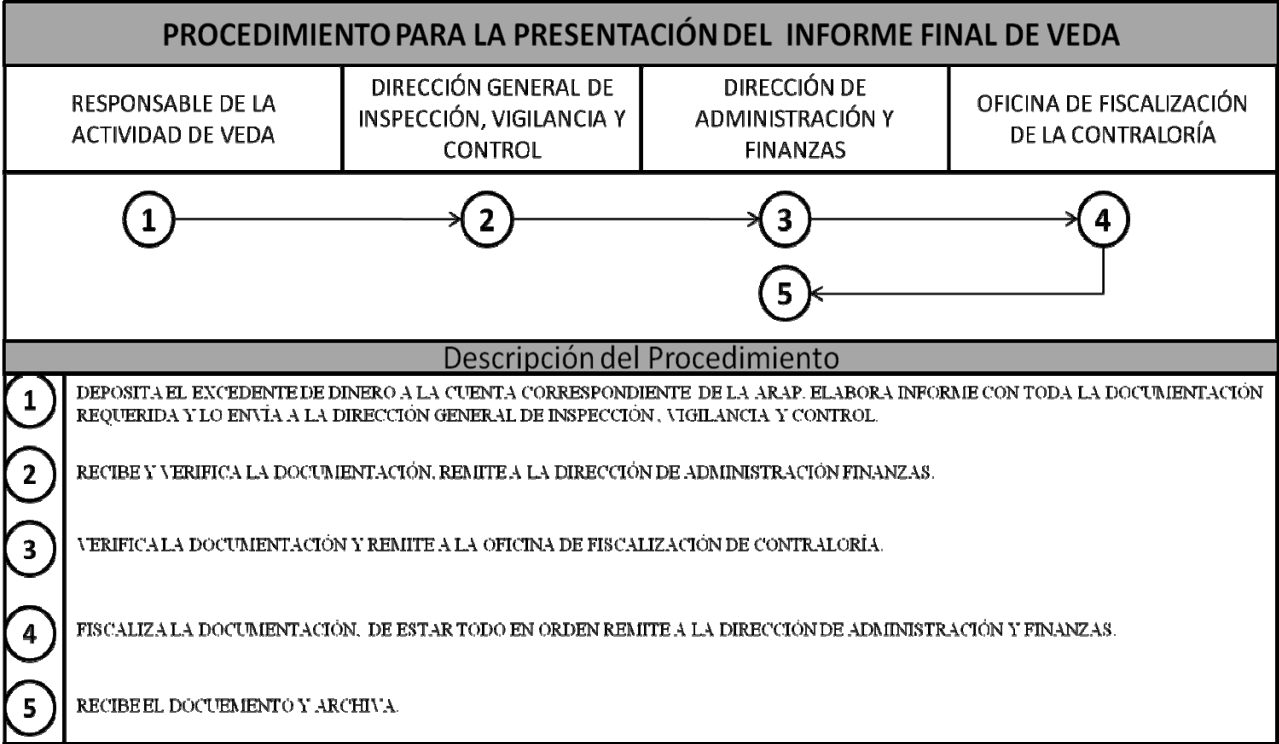 PROCEDIMIENTO PARA LA PRESENTACIÓN DEL INFORME FINAL DE VEDA
RESPONSABLE DE LA
ACTIVIDAD DE VEDA
DIRECCIÓN GENERAL DE
INSPECCIÓN, VIGILANCIA Y
CONTROL
DIRECCIÓN DE
ADMINISTRACIÓN Y
FINANZAS
OFICINA DE FISCALIZACIÓN
DE LA CONTRALORÍA
1
2
3
4
5
Descripción del Procedimiento
1
DEPOSITA EL EXCEDENTE DE DINERO A LA CUENTA CORRESPONDIENTE DE LA ARAP. ELABORA INFORME CON TODA LA DOCUMENTACIÓN
REQUERIDA Y LO ENVÍA A LA DIRECCIÓN GENERAL DE INSPECCIÓN, VIGILANCIA Y CONTROL.
2
RECIBE Y VERIFICA LA DOCUMENTACIÓN, REMITE A LA DIRECCIÓN DE ADMINISTRACIÓN FINANZAS.
3
VERIFICA LA DOCUMENTACIÓN Y REMITE A LA OFICINA DE FISCALIZACIÓN DE CONTRALORÍA.
4
FISCALIZA LA DOCUMENTACIÓN, DE ESTAR TODO EN ORDEN REMITE A LA DIRECCIÓN DE ADMINISTRACIÓN Y FINANZAS.
5
RECIBE EL DOCUEMENTO Y ARCHIVA.